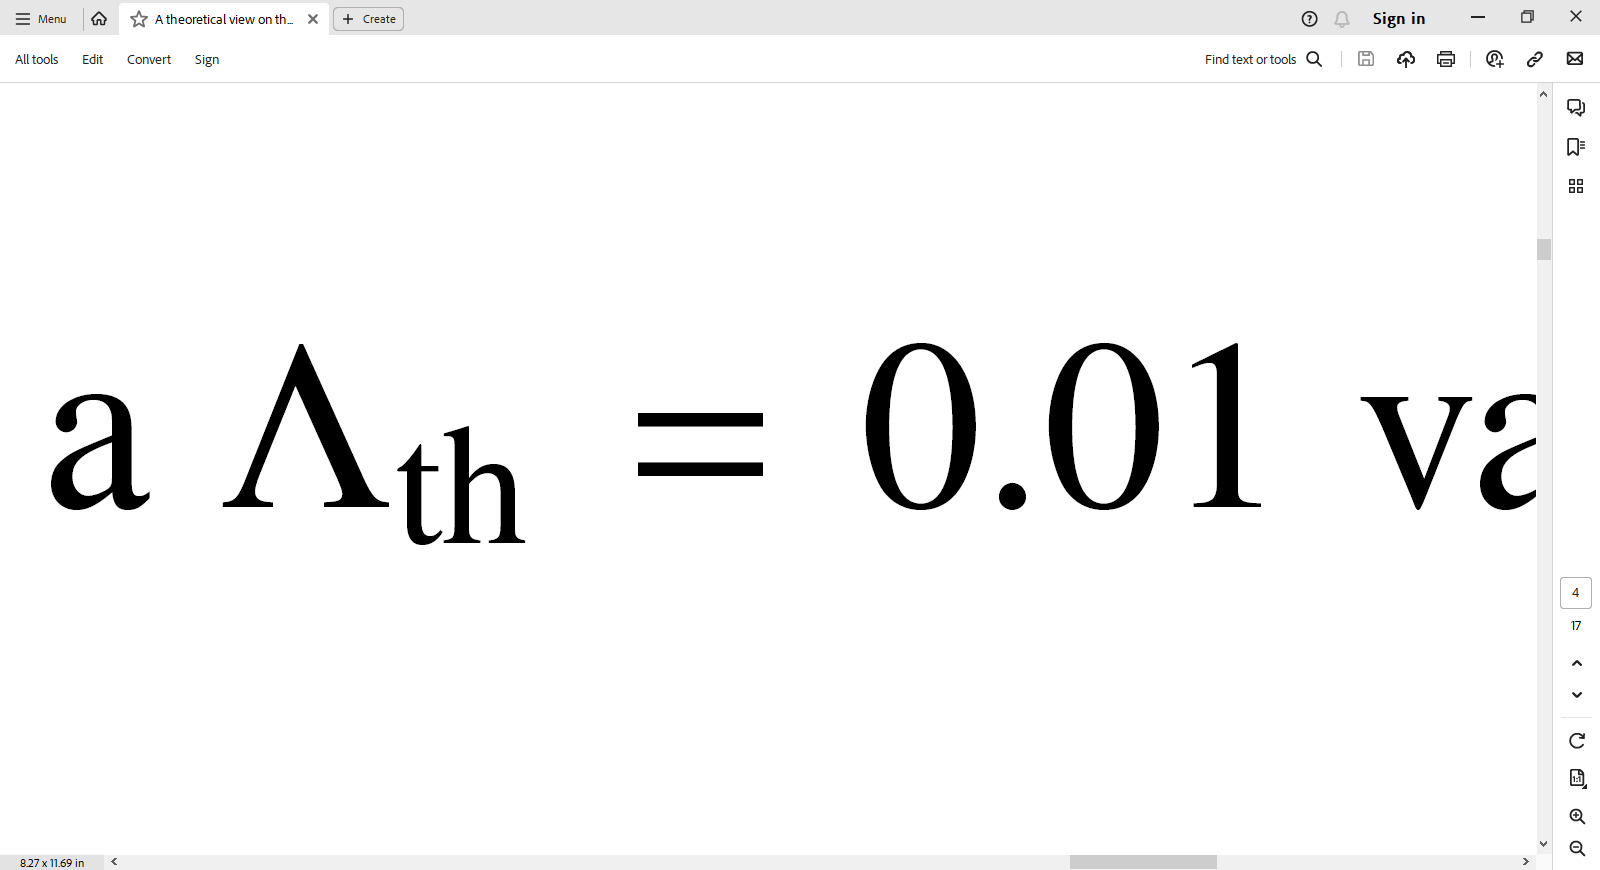 Menu
A theoretical view on th...
Create
Sign in
All tools
Edit
Convert
Sign
Find text or tools
a Λth = 0.01 va
4
17
8.27 x 11.69 in